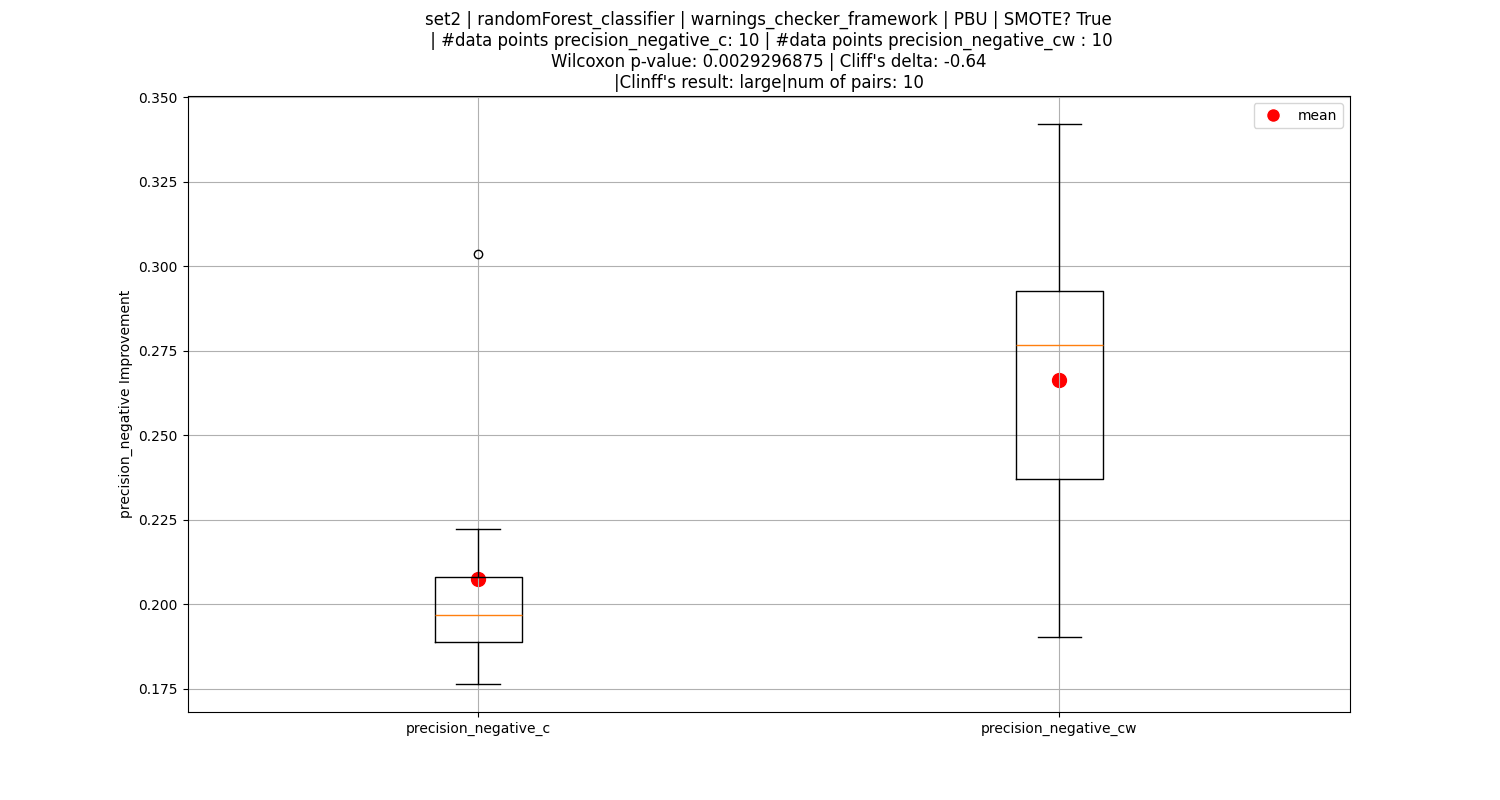 set2 | randomForest_classifier | warnings_checker_framework | PBU | SMOTE? True
| #data points precision_negative_c: 10 | #data points precision_negative_cw : 10
Wilcoxon p-value: 0.0029296875 | Cliff's delta: -0.64
|Clinff's result: large|num of pairs: 10
mean
0.350
0.325
0.300
0.275
0.250
0.225
0.200
0.175
precision_negative Improvement
precision_negative_c
precision_negative_cw